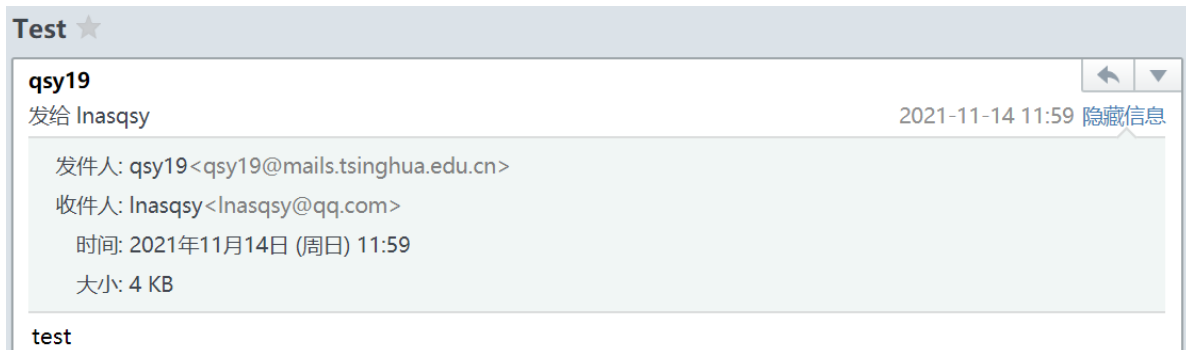 Test
qsy19
发给 lnasqsy
2021-11-14 11:59 隐藏信息
发件人: qsy19<qsy19@mails.tsinghua.edu.cn>
收件人: lnasqsy<lnasqsy@qq.com>
时间: 2021年11月14日 (周日) 11:59
大小: 4 KB
test